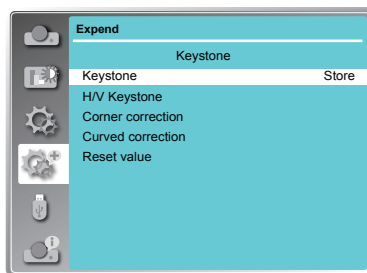 Expend
Keystone
Keystone Store
H/V Keystone
Corner correction
Curved correction
Reset value